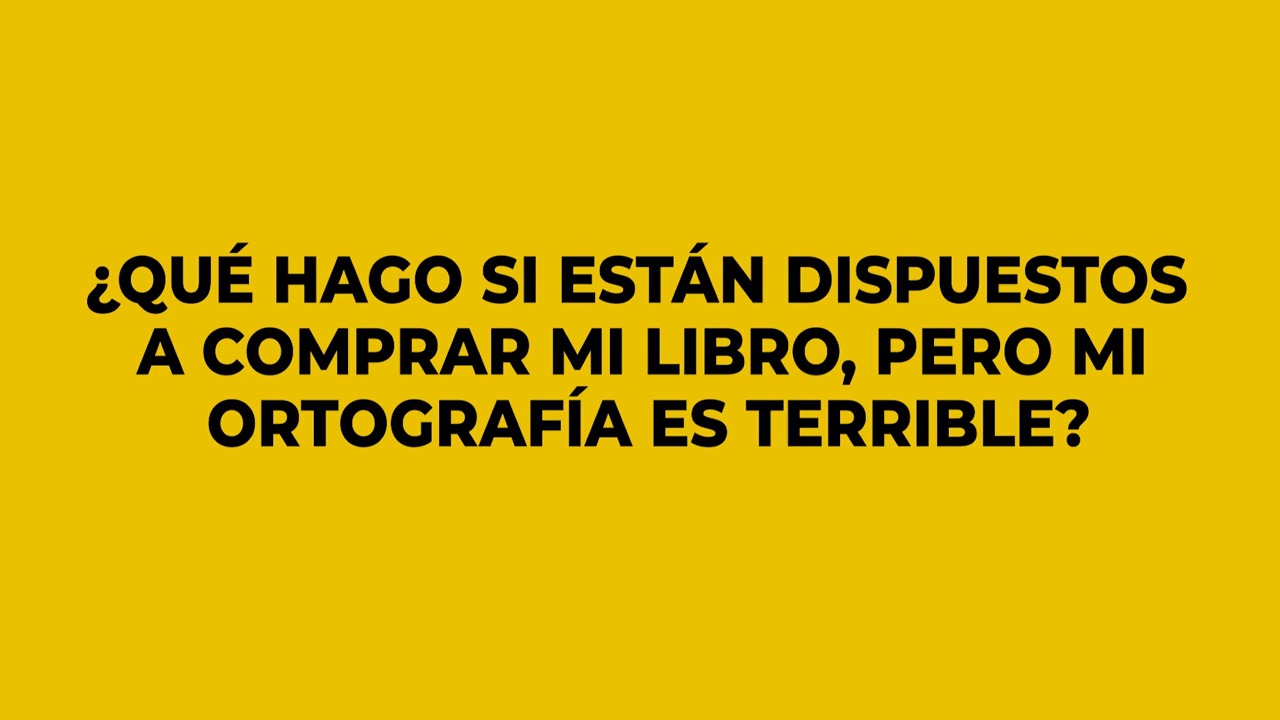 ¿QUÉ HAGO SI ESTÁN DISPUESTOS
A COMPRAR MI LIBRO, PERO MI
ORTOGRAFÍA ES TERRIBLE?